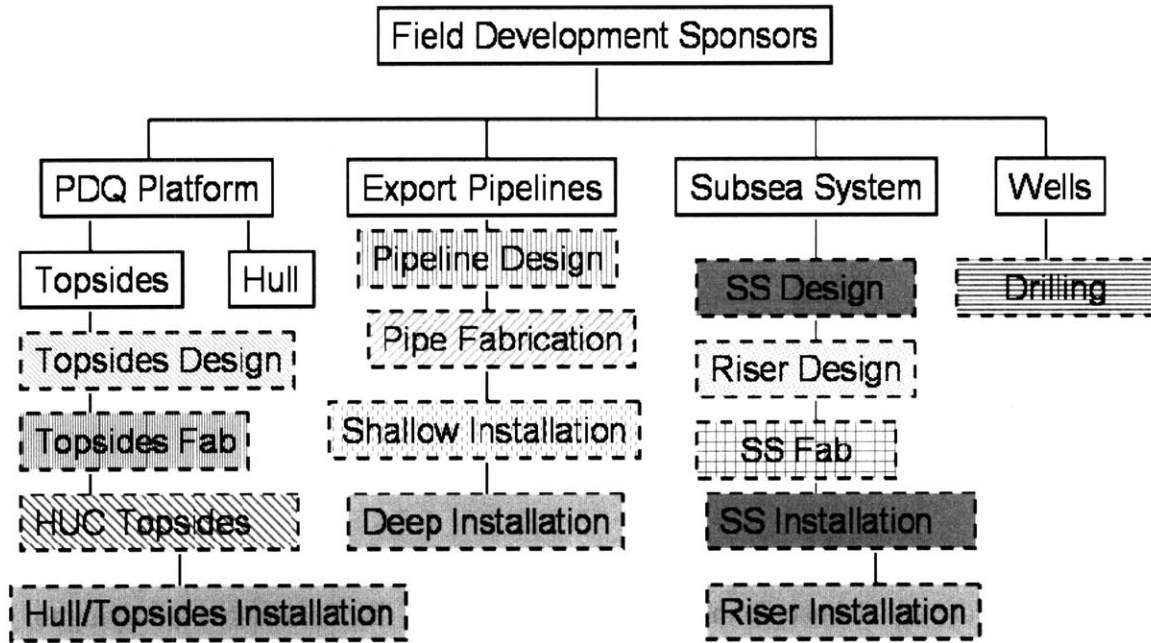 Field Development Sponsors
PDQ Platform
Export Pipelines
Subsea System
Wells
Topsides
Hull
Pipeline Design
SS Design
Drilling
Topsides Design
Pipe Fabrication
Riser Design
Topsides Fab
Shallow Installation
SS Fab
HUC Topsides
Deep Installation
SS Installation
Hull/Topsides Installation
Riser Installation